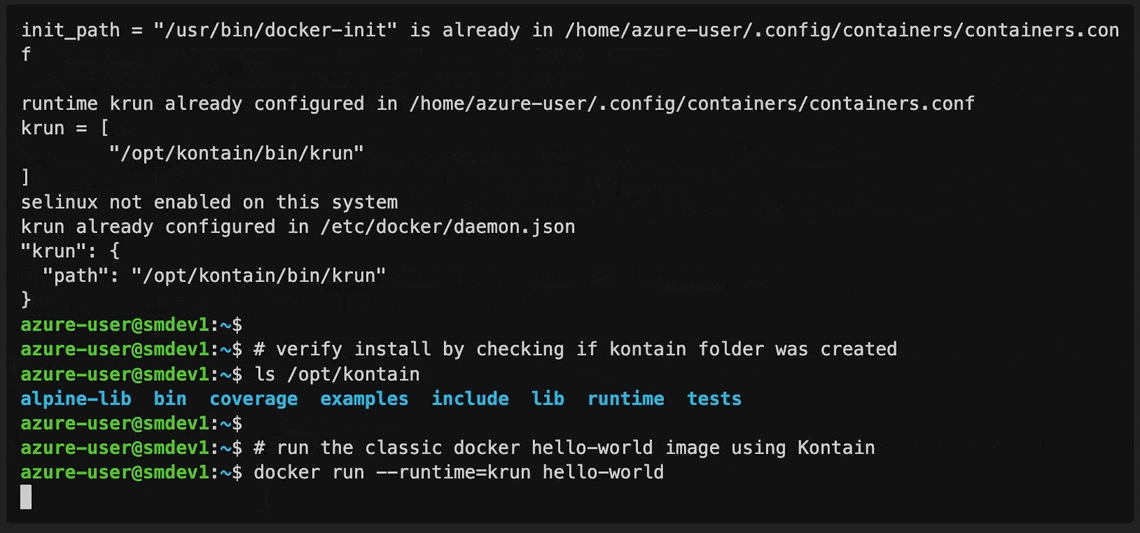 init_path = "/usr/bin/docker-init" is already in /home/azure-user/.config/containers/containers.con
f
runtime krun already configured in /home/azure-user/.config/containers/containers.conf
krun = [
"/opt/kontain/bin/krun"
]
selinux not enabled on this system
krun already configured in /etc/docker/daemon.json
"krun": {
"path": "/opt/kontain/bin/krun"
}
azure-user@smdev1:~$
azure-user@smdev1:~$ # verify install by checking if kontain folder was created
azure-user@smdev1:~$ ls /opt/kontain
alpine-lib bin coverage examples include lib runtime tests
azure-user@smdev1:~$
azure-user@smdev1:~$ # run the classic docker hello-world image using Kontain
azure-user@smdev1:~$ docker run --runtime=krun hello-world